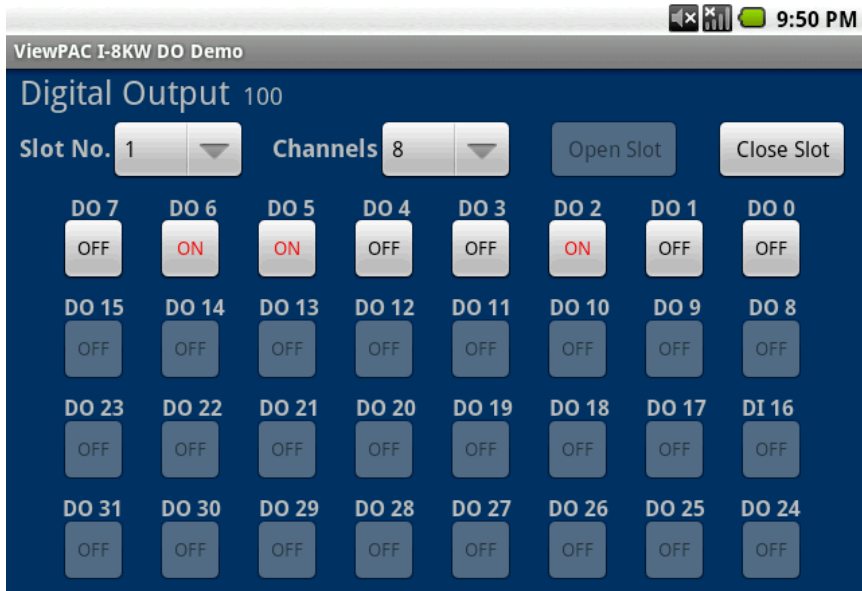 9:50 PM
ViewPAC I-8KW DO Demo
Digital Output 100
Slot No. 1 Channels 8 Open Slot Close Slot
DO 7 DO 6 DO 5 DO 4 DO 3 DO 2 DO 1 DO 0
OFF ON ON OFF OFF ON OFF OFF
DO 15 DO 14 DO 13 DO 12 DO 11 DO 10 DO 9 DO 8
OFF OFF OFF OFF OFF OFF OFF OFF
DO 23 DO 22 DO 21 DO 20 DO 19 DO 18 DO 17 DI 16
OFF OFF OFF OFF OFF OFF OFF OFF
DO 31 DO 30 DO 29 DO 28 DO 27 DO 26 DO 25 DO 24
OFF OFF OFF OFF OFF OFF OFF OFF